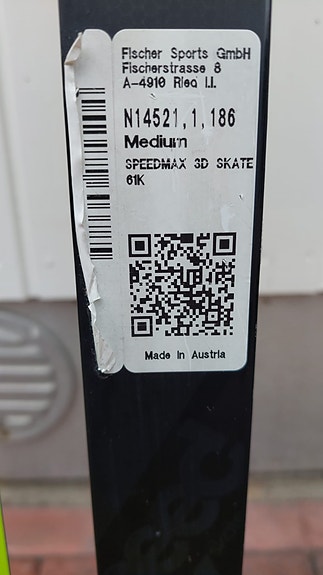 Fischer Sports GmbH
Fischerstrasse 8
A-4910 Ried I.I.
N14521,1,186
Medium
SPEEDMAX 3D SKATE
61K
Made In Austria